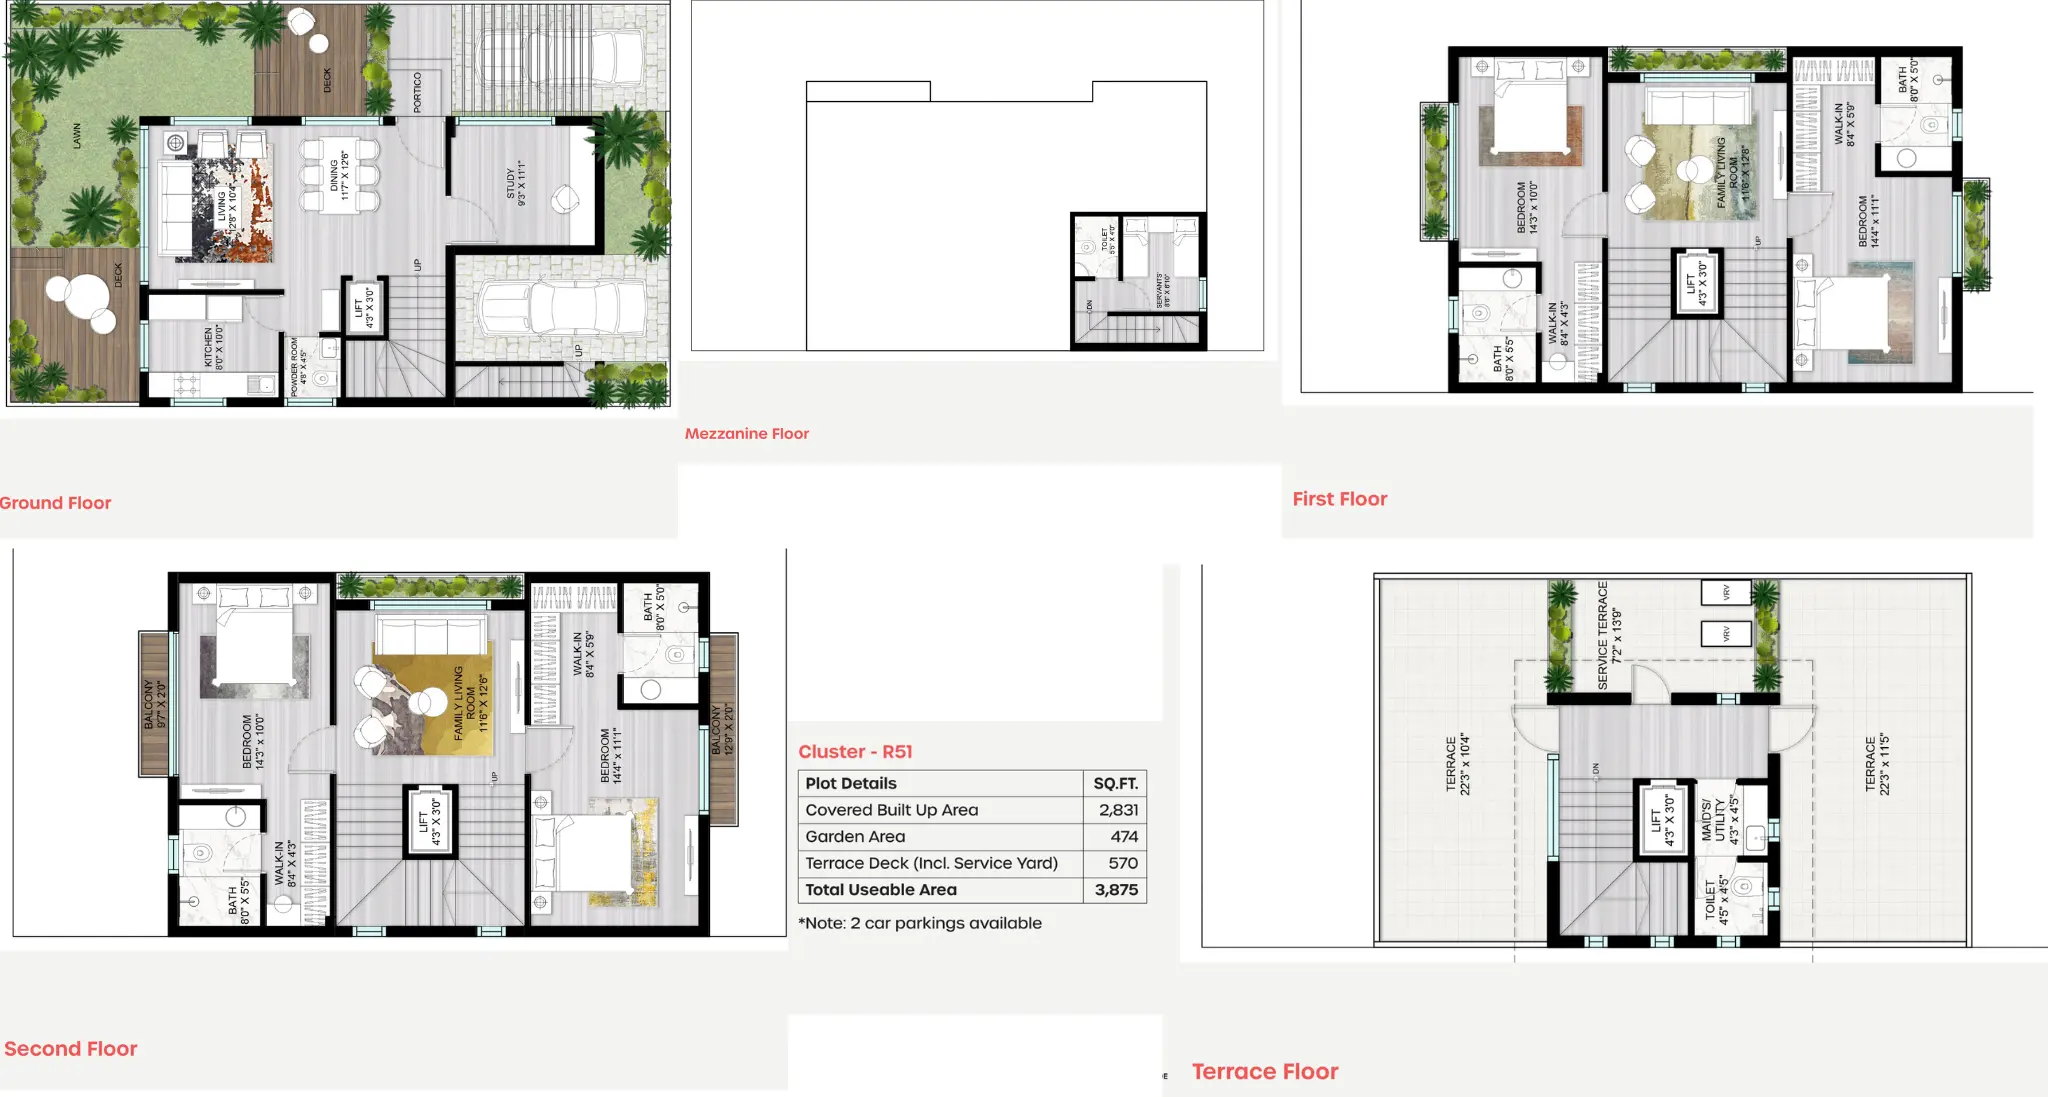 LAWN
DECK
PORTICO
LIVING
12'8" X 10'4"
DINING
11'7" X 12'6"
STUDY
9'3" X 11'1"
DECK
UP
LIFT
4'3" X 3'0"
KITCHEN
8'0" X 10'0"
POWDER ROOM
4'8" X 4'5"
UP
Ground Floor
TOILET
5'5" X 4'0"
SERVANTS'
DN
Mezzanine Floor
BEDROOM
14'3" X 10'0"
FAMILY LIVING
ROOM
11'6" X 12'8"
WALK-IN
8'4" X 5'9"
BATH
8'0" X 5'0"
BEDROOM
14'4" X 11'1"
UP
LIFT
4'3" X 3'0"
WALK-IN
8'4" X 4'3"
BATH
8'0" X 5'5"
First Floor
BALCONY
9'7" X 2'0"
BEDROOM
14'3" x 10'0"
FAMILY LIVING
ROOM
11'6" X 12'6"
WALK-IN
8'4" X 5'9"
BATH
8'0" X 5'0"
BEDROOM
14'4" x 11'1"
BALCONY
12'9" X 2'0"
UP
LIFT
4'3" X 3'0"
WALK-IN
8'4" X 4'3"
BATH
8'0" X 5'5"
Second Floor
Cluster - R51
Plot Details SQ.FT.
Covered Built Up Area 2,831
Garden Area 474
Terrace Deck (Incl. Service Yard) 570
Total Useable Area 3,875
*Note: 2 car parkings available
TERRACE
22'3" x 10'4"
SERVICE TERRACE
7'2" x 13'9"
VRV
VRV
TERRACE
22'3" x 11'5"
DN
LIFT
4'3" X 3'0"
MAID'S/
UTILITY
4'3" X 4'5"
TOILET
4'5" X 4'5"
Terrace Floor